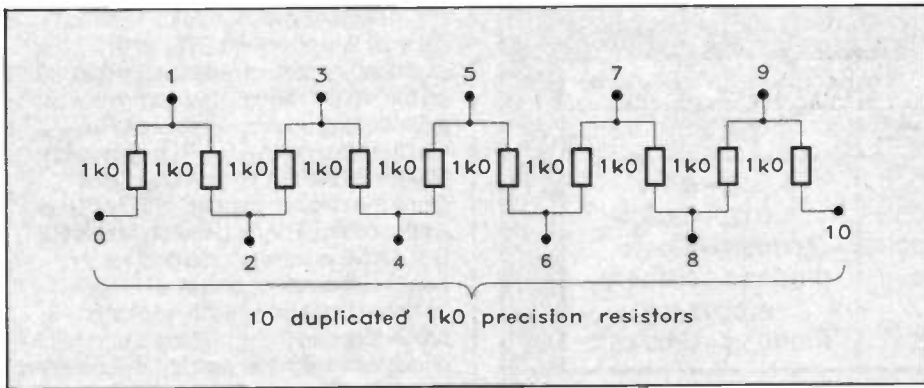 1 3 5 7 9
1k0 1k0 1k0 1k0 1k0 1k0 1k0 1k0 1k0 1k0
0 10
2 4 6 8
10 duplicated 1k0 precision resistors